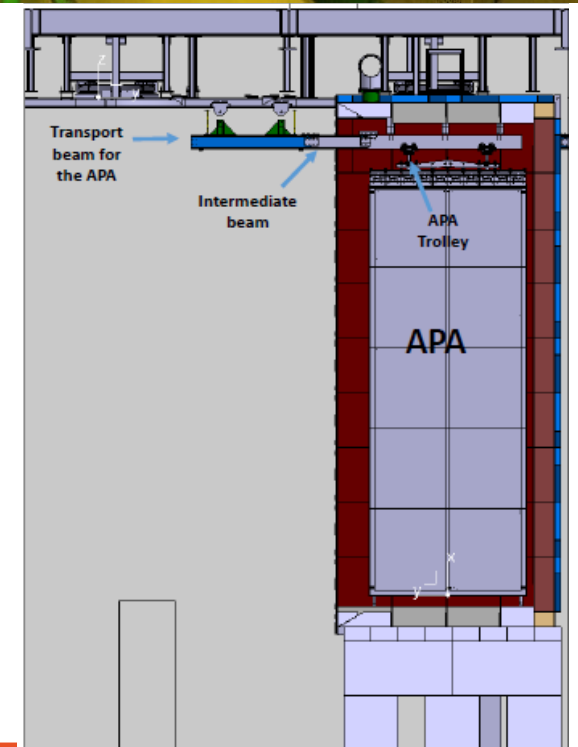 z
y
Transport
beam for
the APA
Intermediate
beam
APA
Trolley
APA
x
y